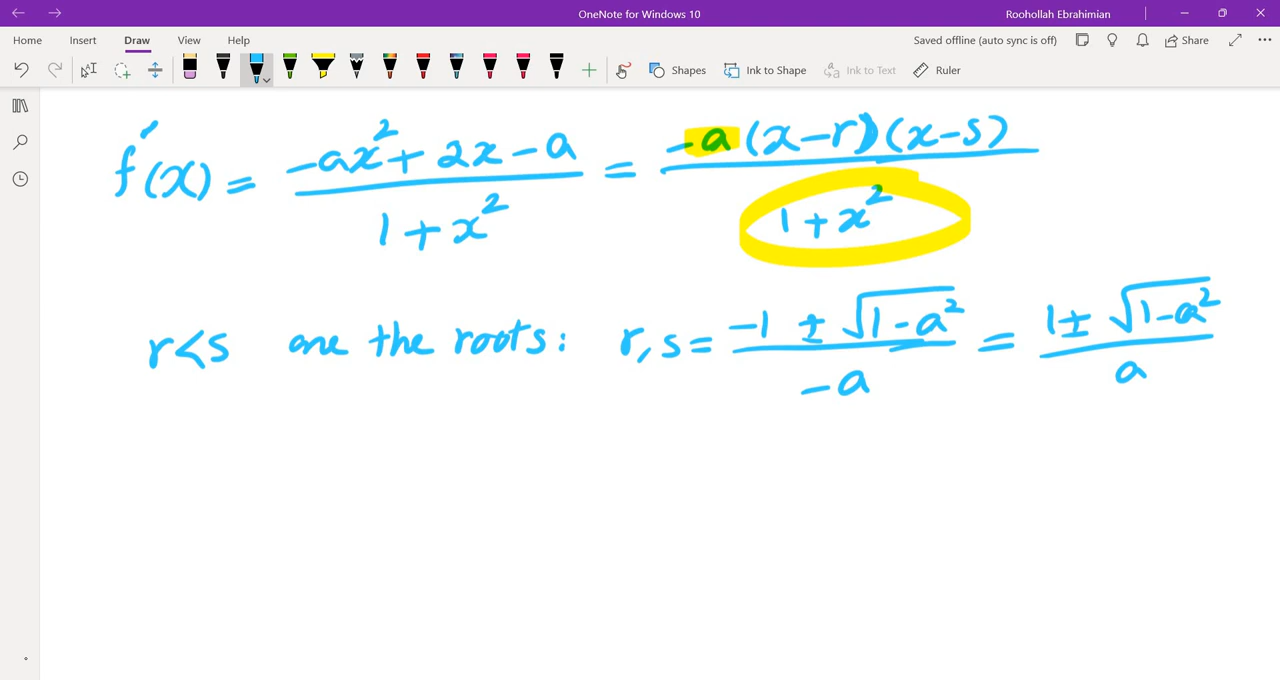 OneNote for Windows 10
Roohollah Ebrahimian
Home Insert Draw View Help
Saved offline (auto sync is off) Share
Shapes Ink to Shape Ink to Text Ruler
f'(x) = (-ax² + 2x - a)/(1 + x²) = (-a(x-r)(x-s))/(1 + x²)
r<s are the roots: r, s = (-1 ± √(1-a²))/(-a) = (1 ± √(1-a²))/a